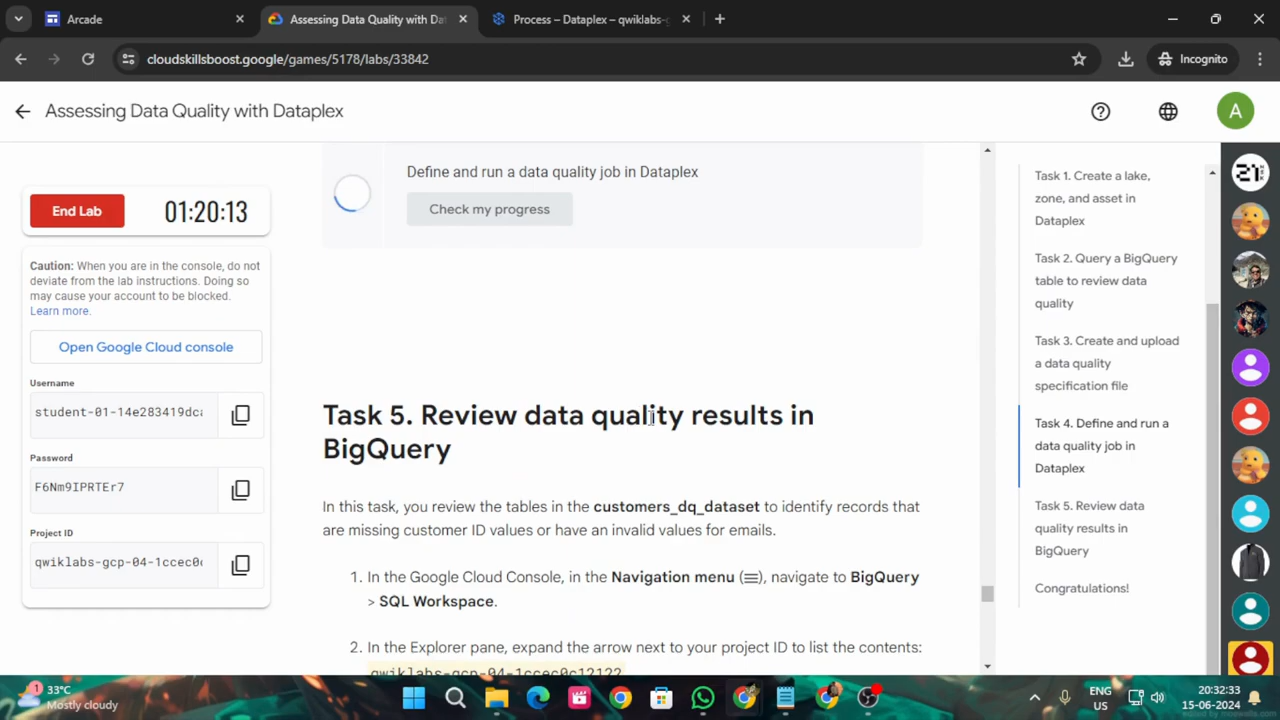 Arcade
Assessing Data Quality with Dat
Process – Dataplex – qwiklabs-g
cloudskillsboost.google/games/5178/labs/33842
Incognito
Assessing Data Quality with Dataplex
A
End Lab
01:20:13
Caution: When you are in the console, do not
deviate from the lab instructions. Doing so
may cause your account to be blocked.
Learn more.
Open Google Cloud console
Username
student-01-14e283419dca
Password
F6Nm9IPRTEr7
Project ID
qwiklabs-gcp-04-1ccec0c
Define and run a data quality job in Dataplex
Check my progress
Task 5. Review data quality results in
BigQuery
In this task, you review the tables in the customers_dq_dataset to identify records that
are missing customer ID values or have an invalid values for emails.
1. In the Google Cloud Console, in the Navigation menu (≡), navigate to BigQuery
> SQL Workspace.
2. In the Explorer pane, expand the arrow next to your project ID to list the contents:
qwiklabs-gcp-04-1ccec0c12122
Task 1. Create a lake,
zone, and asset in
Dataplex
Task 2. Query a BigQuery
table to review data
quality
Task 3. Create and upload
a data quality
specification file
Task 4. Define and run a
data quality job in
Dataplex
Task 5. Review data
quality results in
BigQuery
Congratulations!
21
1
33°C
Mostly cloudy
ENG
US
20:32:33
15-06-2024